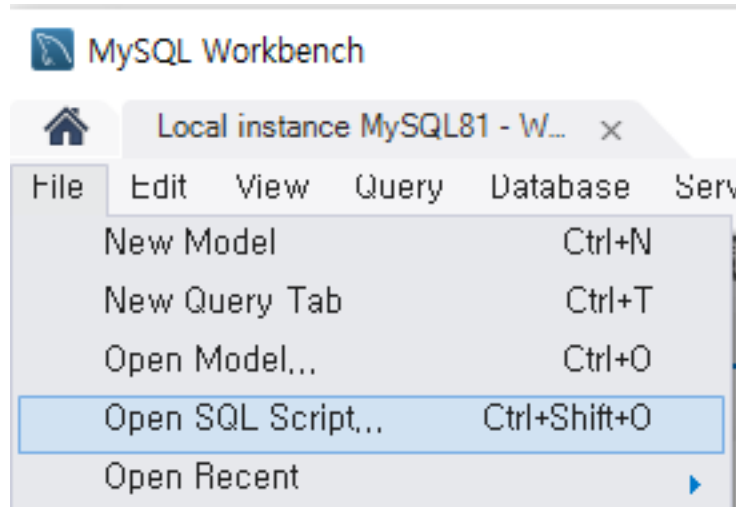 MySQL Workbench
Local instance MySQL81 - W...
File Edit View Query Database Serv
New Model Ctrl+N
New Query Tab Ctrl+T
Open Model... Ctrl+O
Open SQL Script... Ctrl+Shift+O
Open Recent